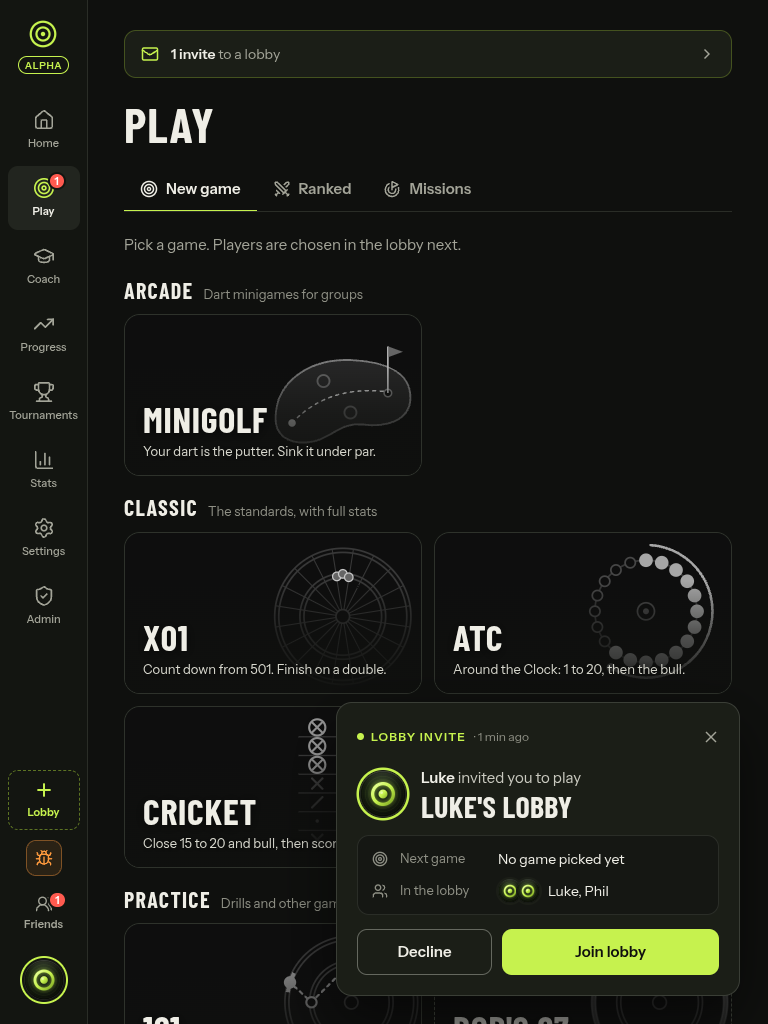 ALPHA
Home
1
Play
Coach
Progress
Tournaments
Stats
Settings
Admin
Lobby
1
Friends
1 invite to a lobby
PLAY
New game
Ranked
Missions
Pick a game. Players are chosen in the lobby next.
ARCADE Dart minigames for groups
MINIGOLF
Your dart is the putter. Sink it under par.
CLASSIC The standards, with full stats
X01
Count down from 501. Finish on a double.
ATC
Around the Clock: 1 to 20, then the bull.
CRICKET
Close 15 to 20 and bull, then
PRACTICE Drills and other
LOBBY INVITE · 1 min ago
Luke invited you to play
LUKE'S LOBBY
Next game No game picked yet
In the lobby Luke, Phil
Decline
Join lobby